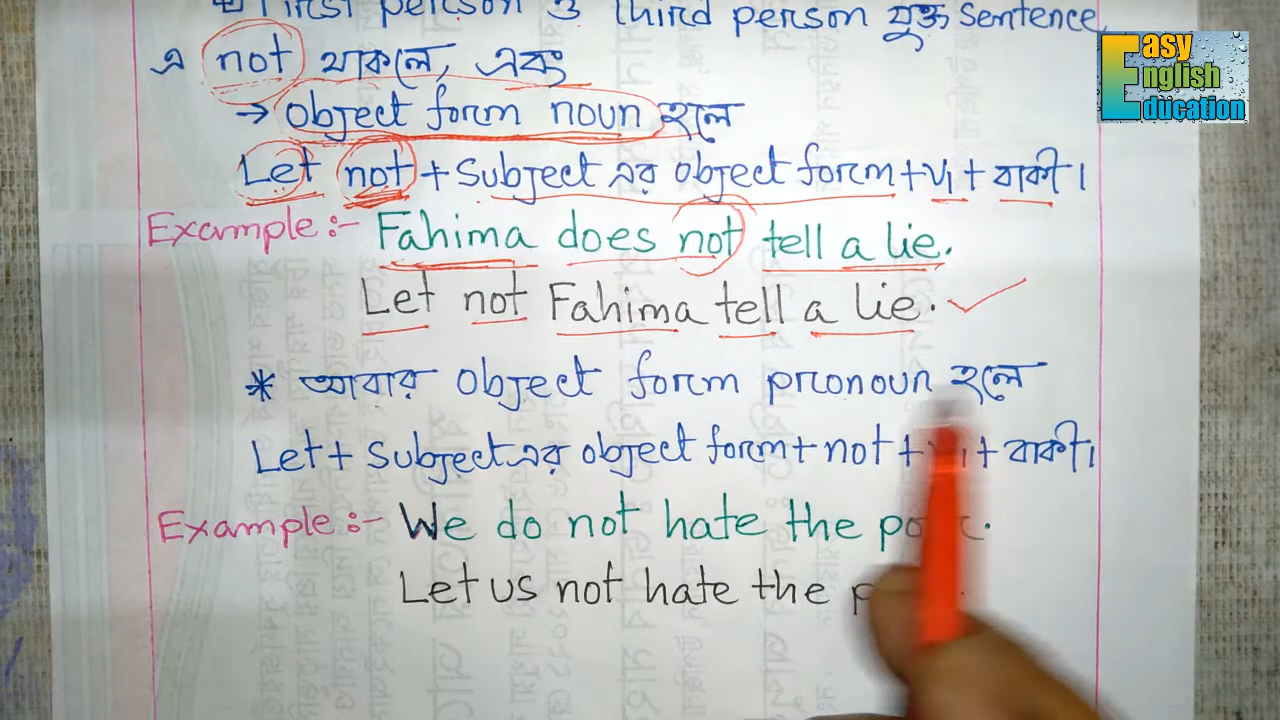 First person ও third person যুক্ত sentence
এ not থাকলে, এবং
→ Object form noun হলে
Let not + Subject এর object form + V1 + বাকী।
Example :- Fahima does not tell a lie.
Let not Fahima tell a lie.
* আবার object form pronoun হলে
Let + Subject এর object form + not + V1 + বাকী।
Example :- We do not hate the
Let us not hate the
Easy
English
Education